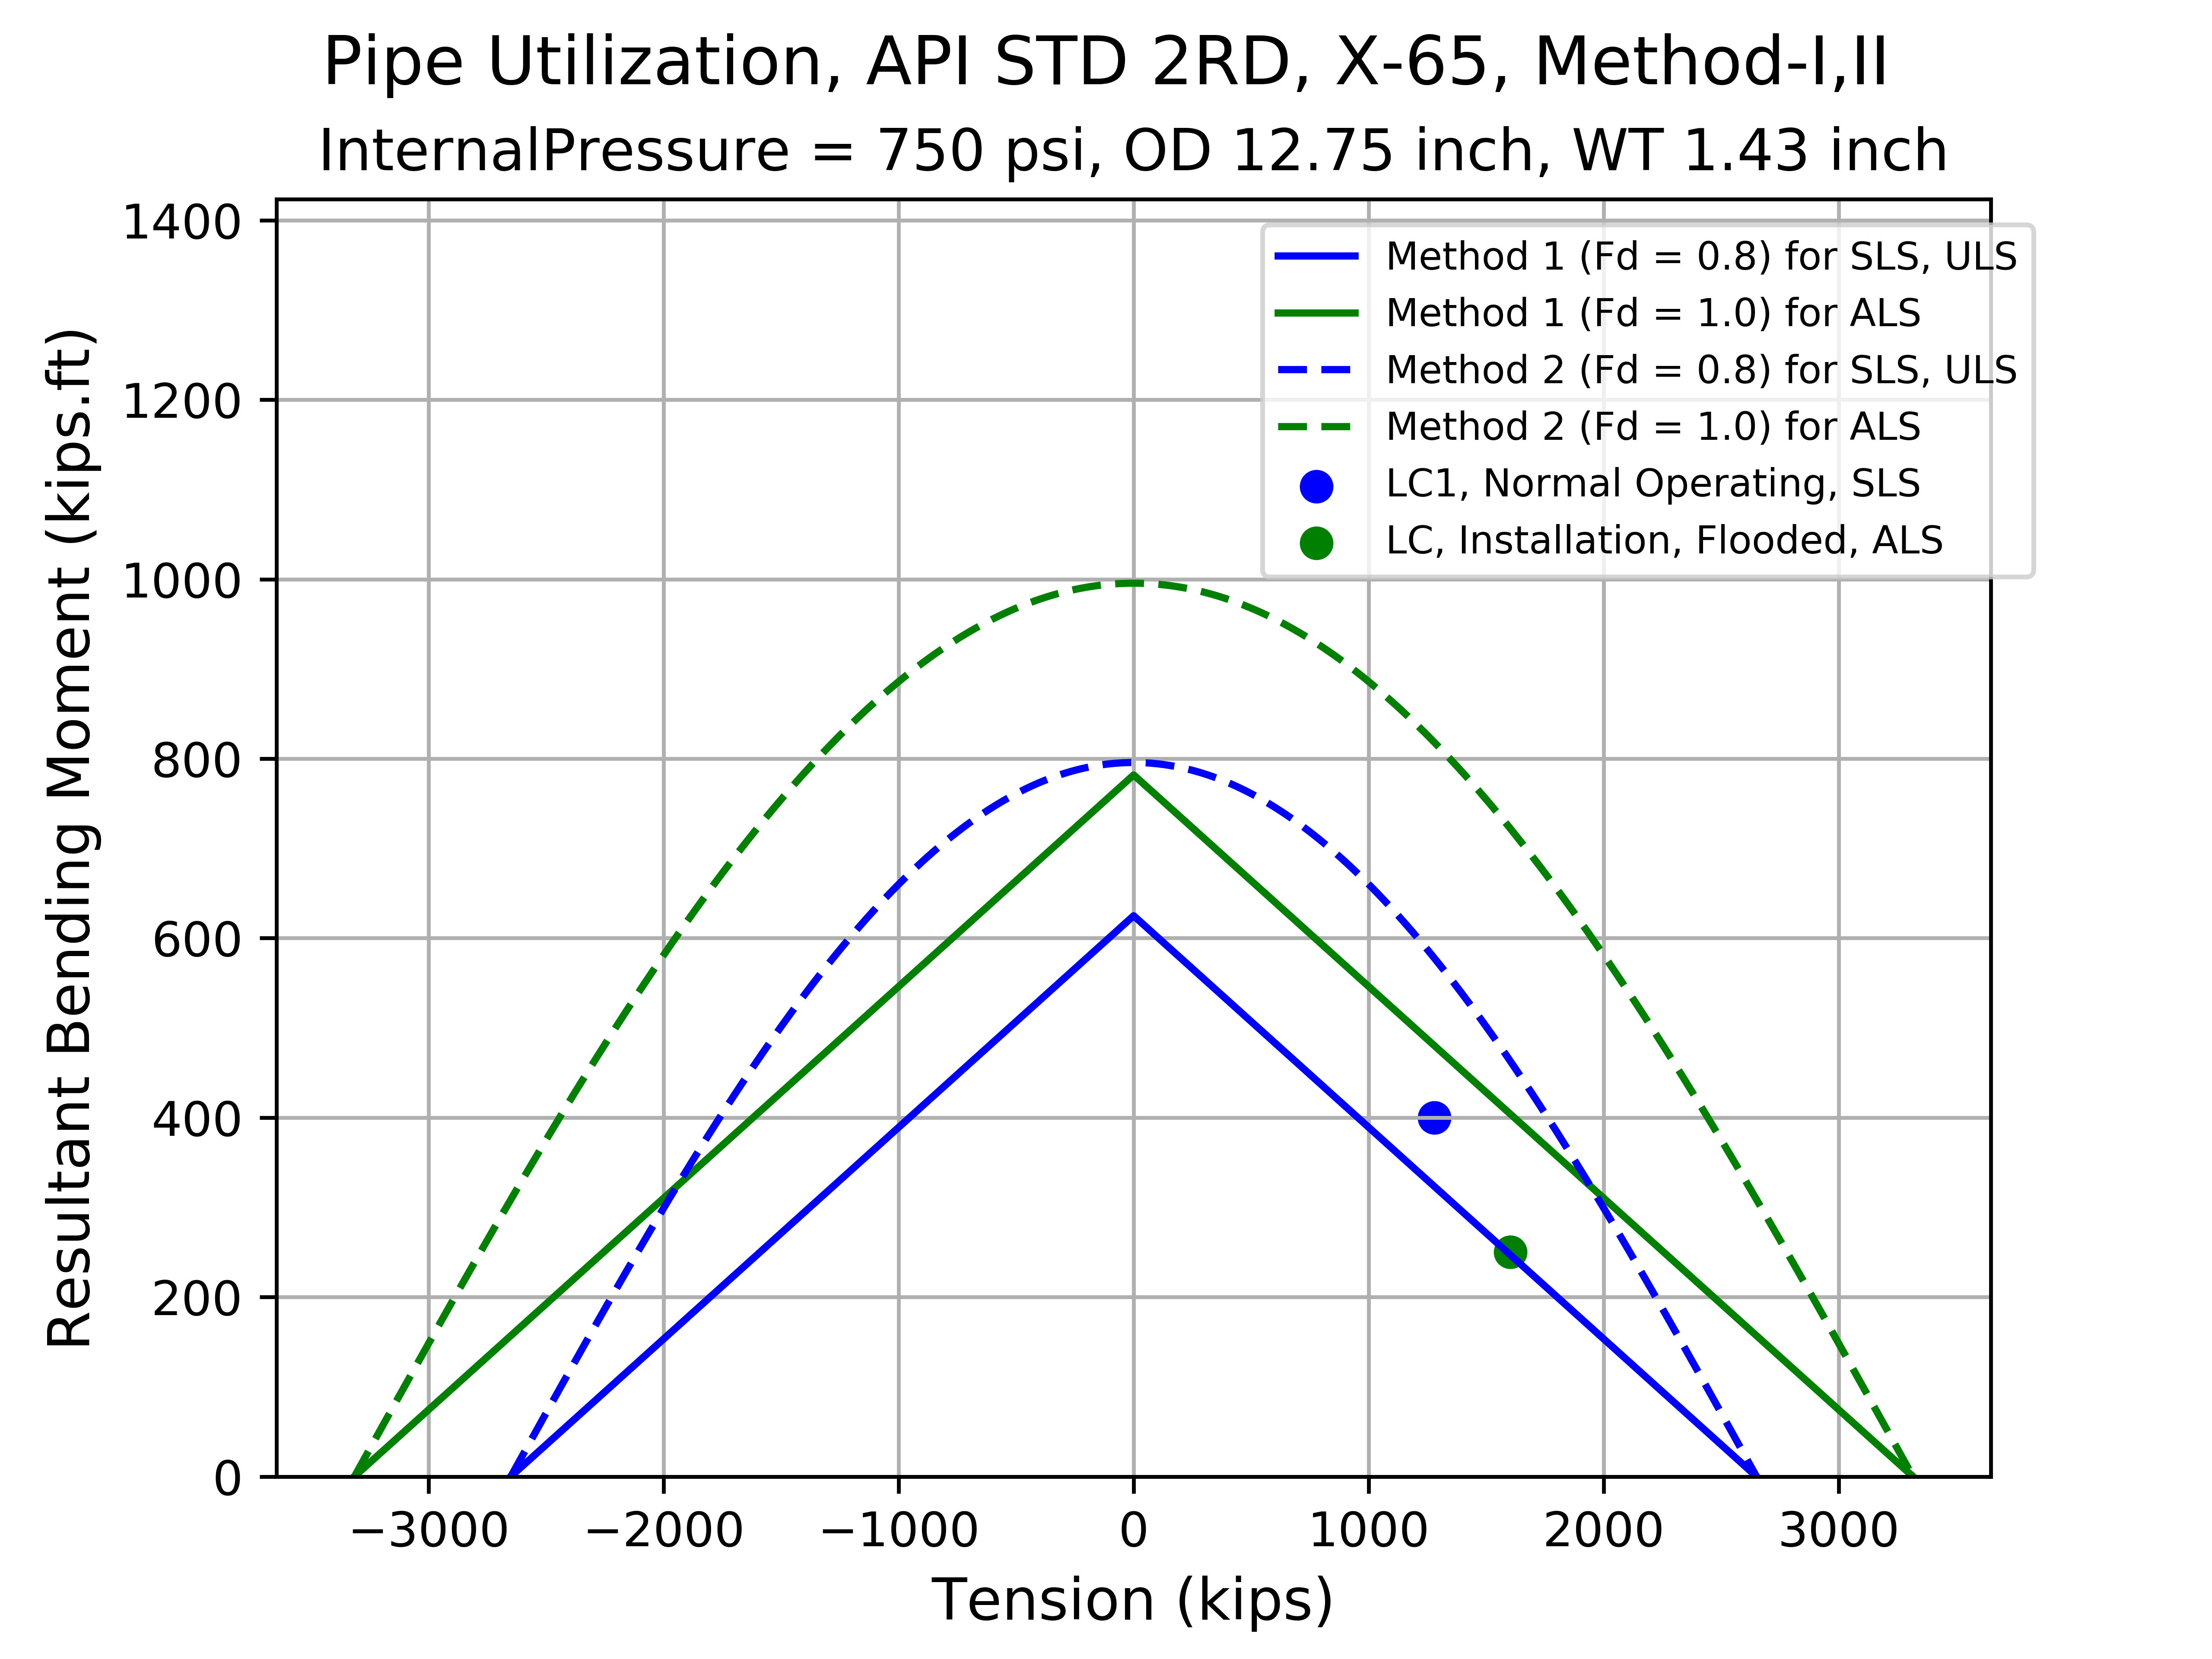 Pipe Utilization, API STD 2RD, X-65, Method-I,II
InternalPressure = 750 psi, OD 12.75 inch, WT 1.43 inch
Resultant Bending Moment (kips.ft)
1400
1200
1000
800
600
400
200
0
Method 1 (Fd = 0.8) for SLS, ULS
Method 1 (Fd = 1.0) for ALS
Method 2 (Fd = 0.8) for SLS, ULS
Method 2 (Fd = 1.0) for ALS
LC1, Normal Operating, SLS
LC, Installation, Flooded, ALS
−3000 −2000 −1000 0 1000 2000 3000
Tension (kips)